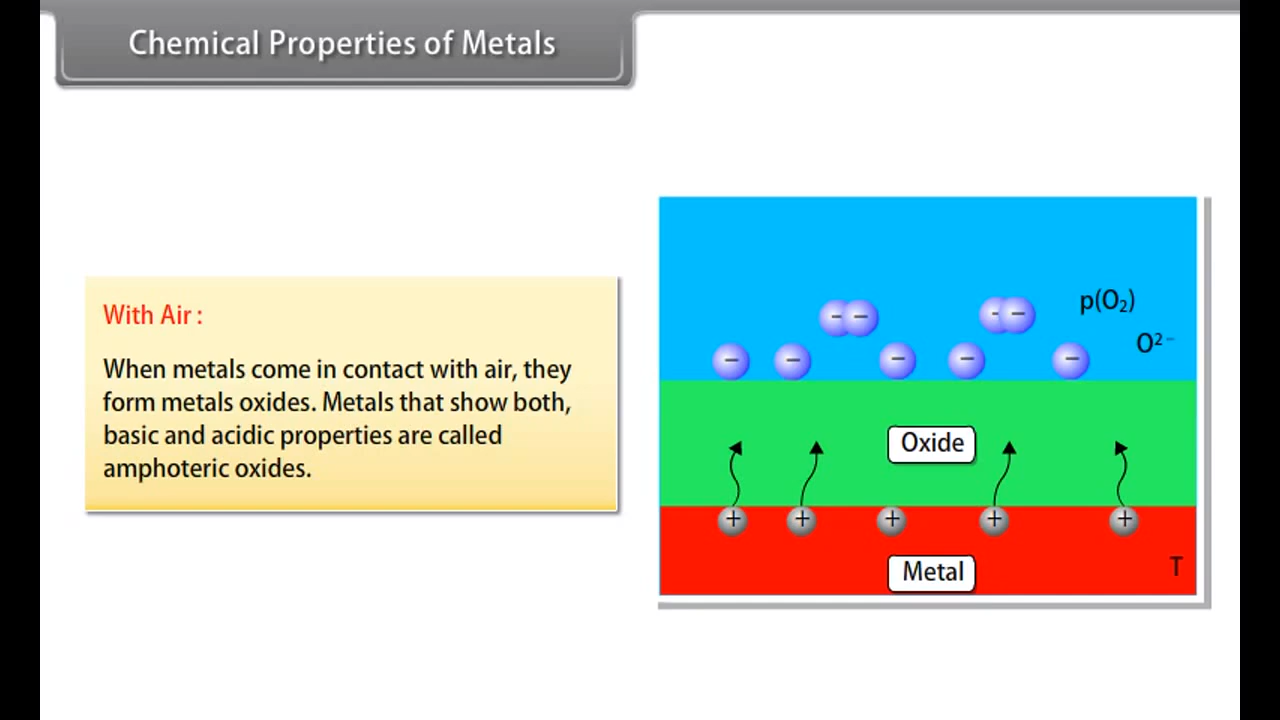 Chemical Properties of Metals
With Air :
When metals come in contact with air, they
form metals oxides. Metals that show both,
basic and acidic properties are called
amphoteric oxides.
− − − −
p(O₂)
O²⁻
− − − − −
Oxide
+ + + + +
Metal
T